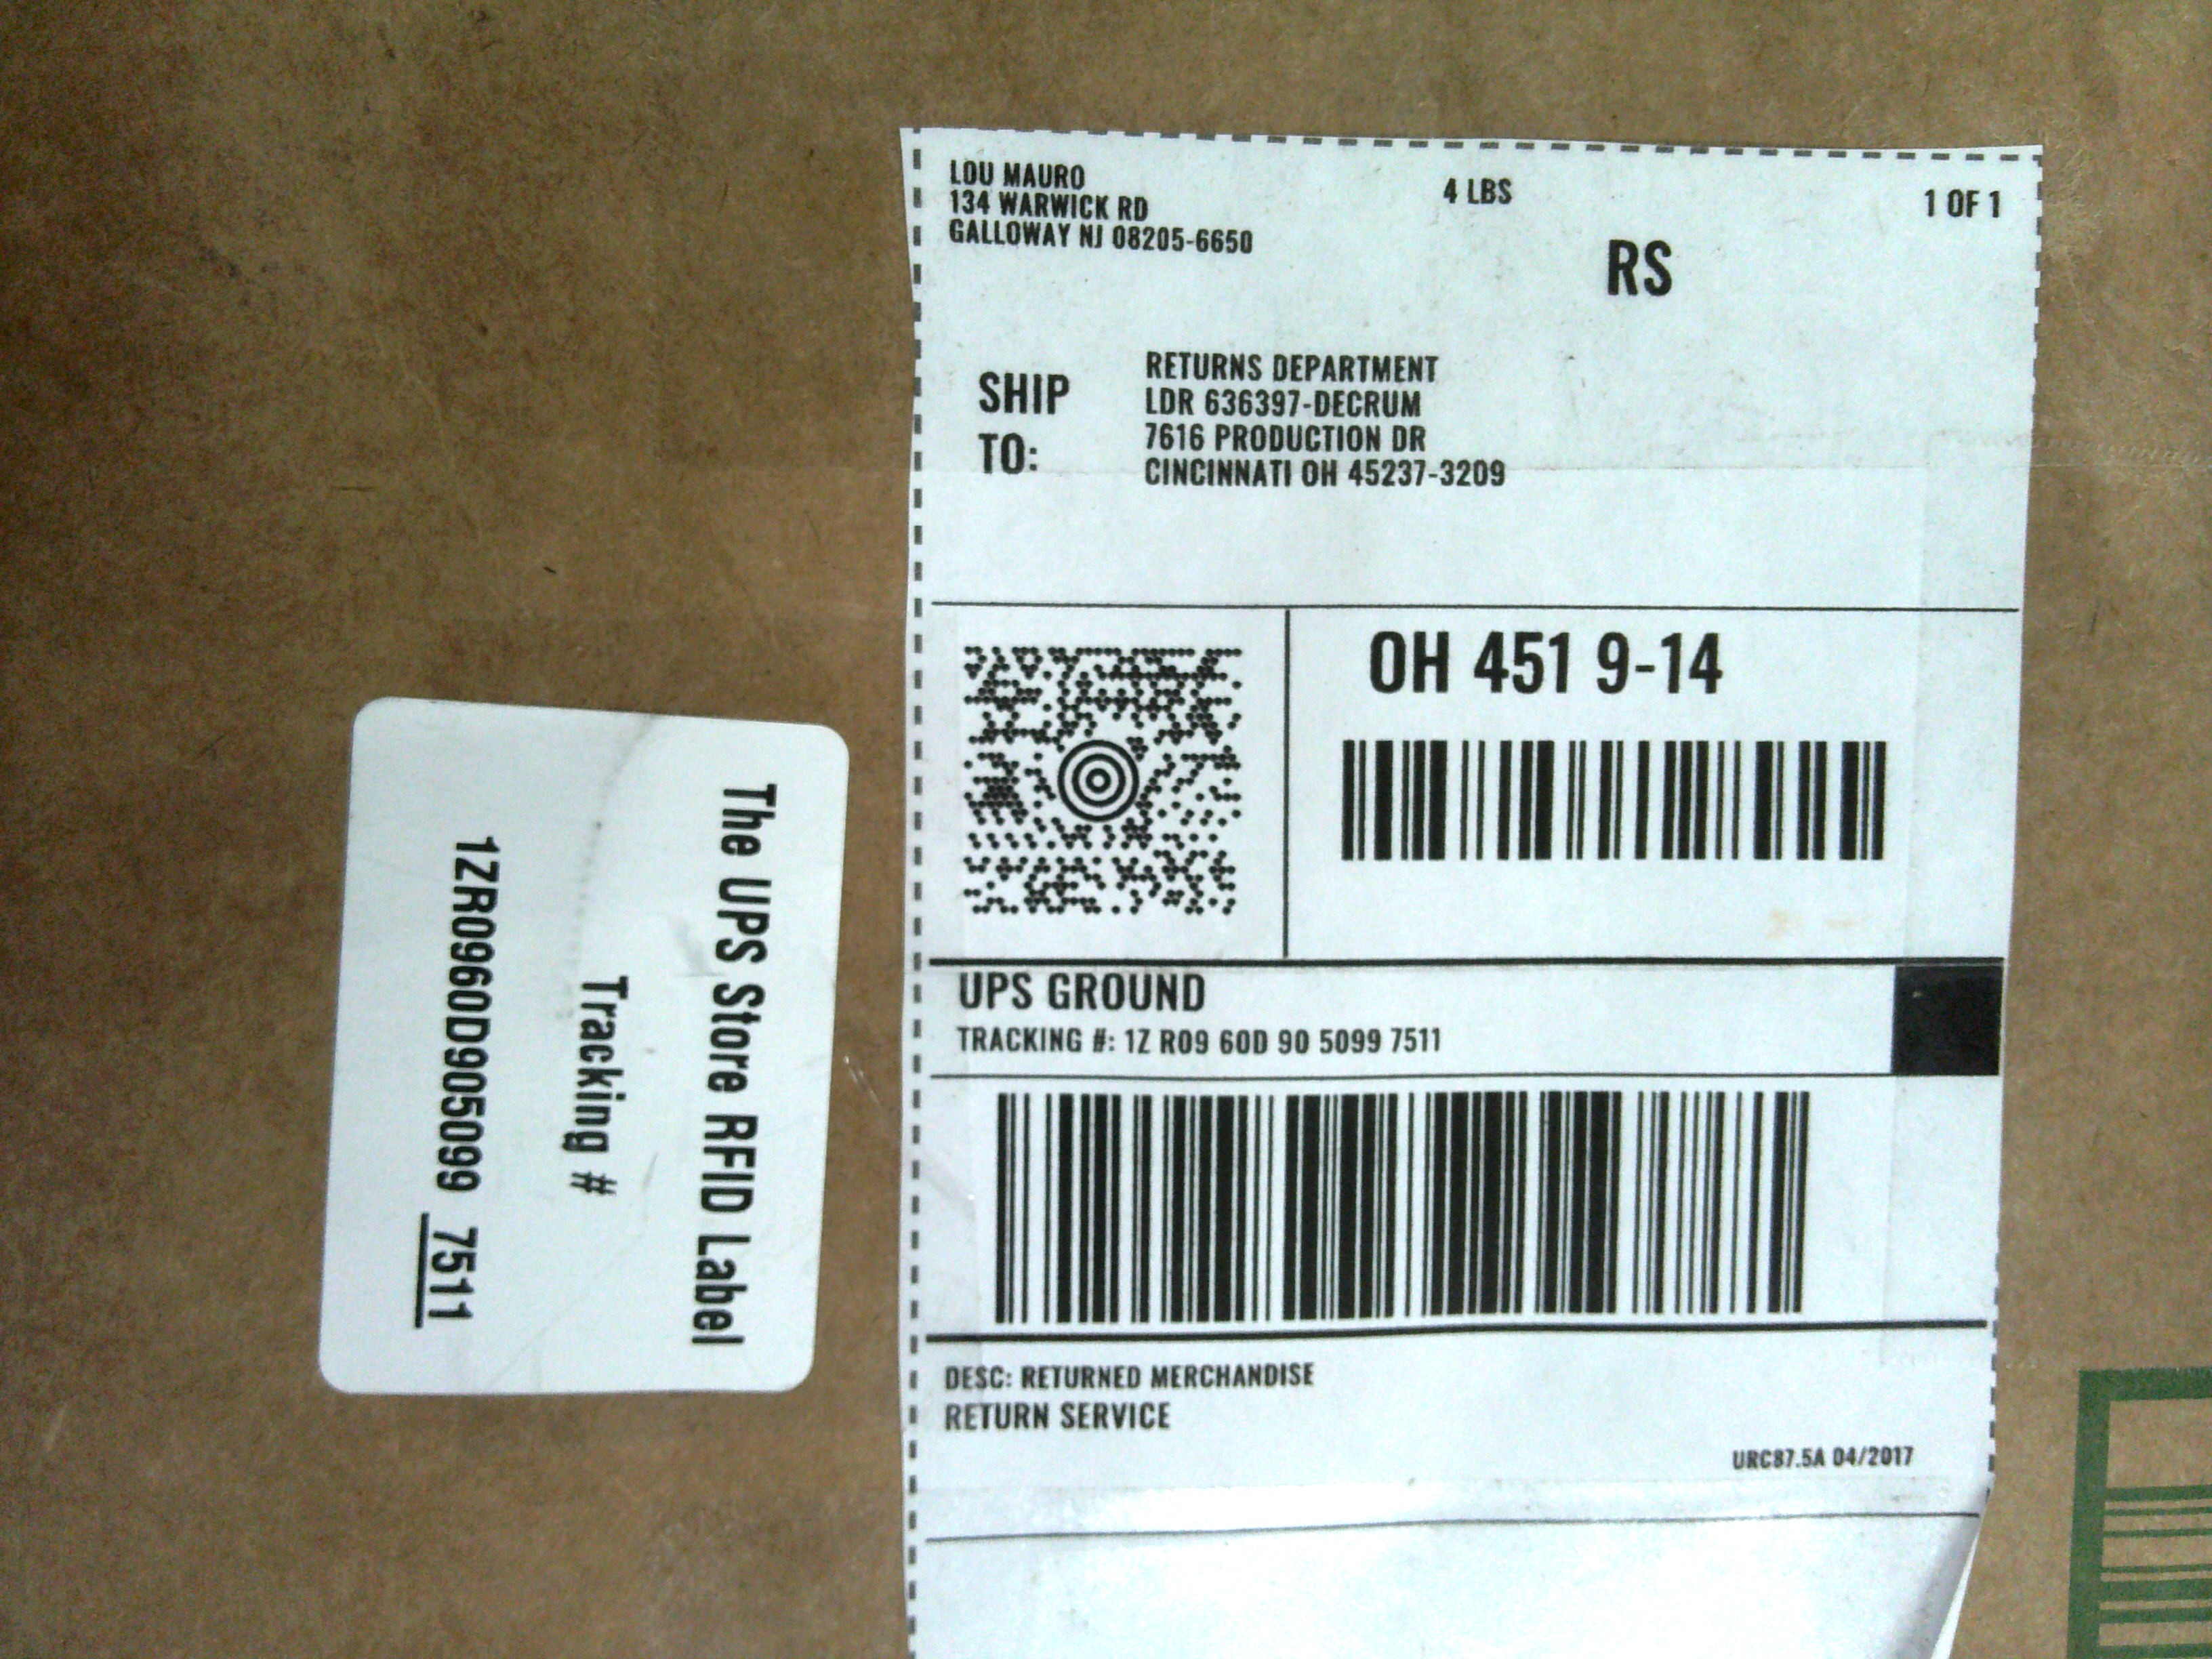 LOU MAURO
134 WARWICK RD
GALLOWAY NJ 08205-6650
4 LBS
1 OF 1
RS
SHIP
TO:
RETURNS DEPARTMENT
LDR 636397-DECRUM
7616 PRODUCTION DR
CINCINNATI OH 45237-3209
OH 451 9-14
UPS GROUND
TRACKING #: 1Z R09 60D 90 5099 7511
DESC: RETURNED MERCHANDISE
RETURN SERVICE
URC87.5A 04/2017
The UPS Store RFID Label
Tracking #
1ZR0960D905099 7511